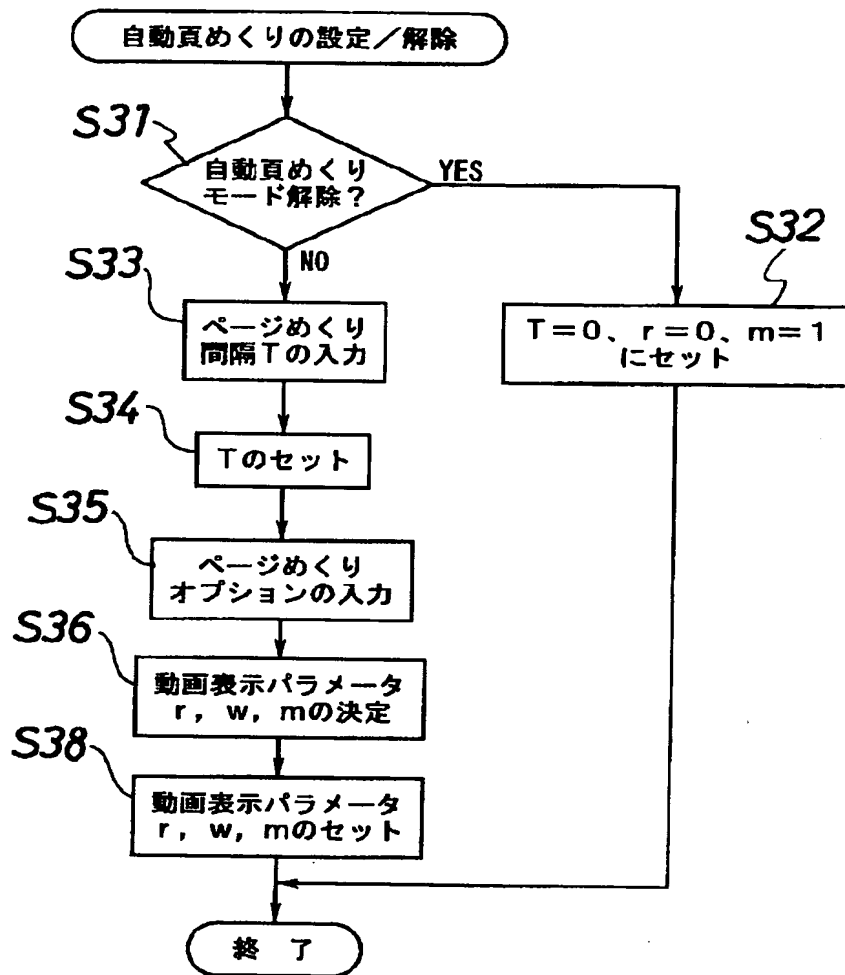 自動頁めくりの設定／解除
S31
自動頁めくり
モード解除？
YES
NO
S32
T＝0、r＝0、m＝1
にセット
S33
ページめくり
間隔Tの入力
S34
Tのセット
S35
ページめくり
オプションの入力
S36
動画表示パラメータ
r，w，mの決定
S38
動画表示パラメータ
r，w，mのセット
終 了